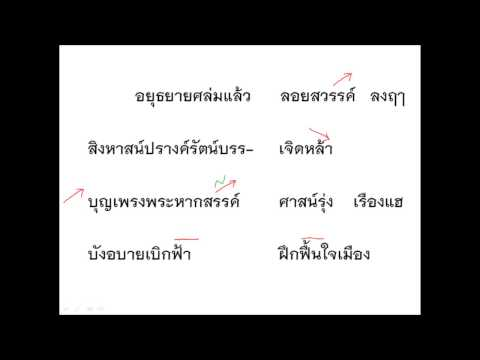 อยุธยายศล่มแล้ว ลอยสวรรค์ ลงฤๅ
สิงหาสน์ปรางค์รัตน์บรร- เจิดหล้า
บุญเพรงพระหากสรรค์ ศาสน์รุ่ง เรืองแฮ
บังอบายเบิกฟ้า ฝึกฟื้นใจเมือง